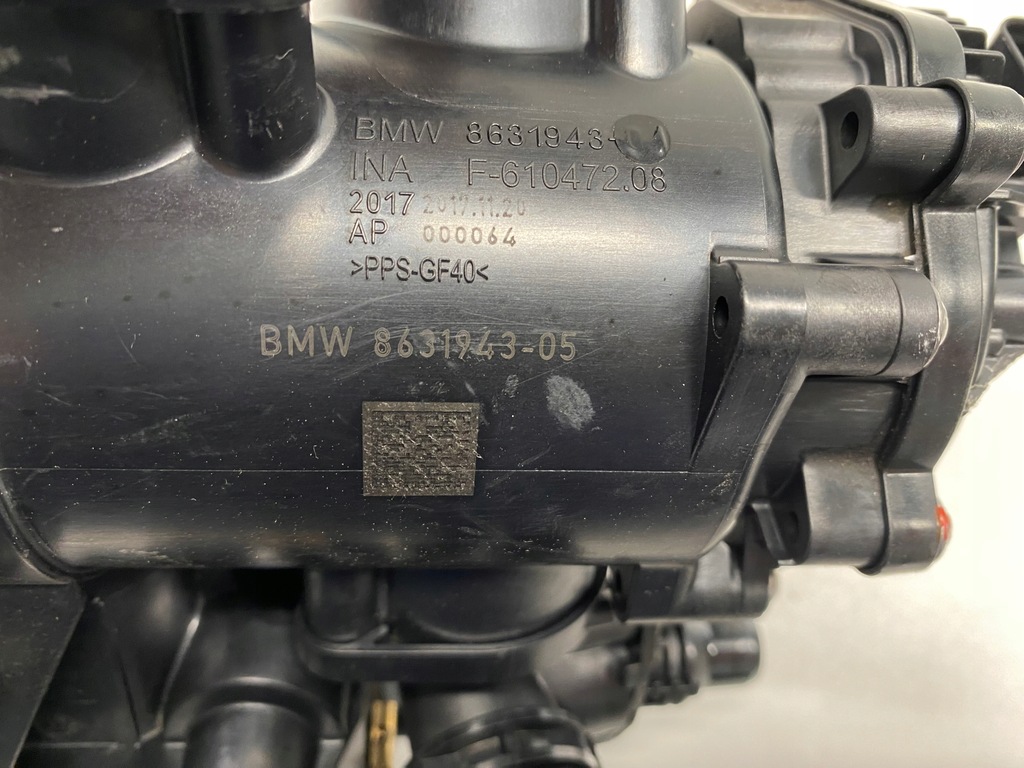 BMW 8631943-
INA F-610472.08
2017 2017.11.20
AP 000064
>PPS-GF40<
BMW 8631943-05